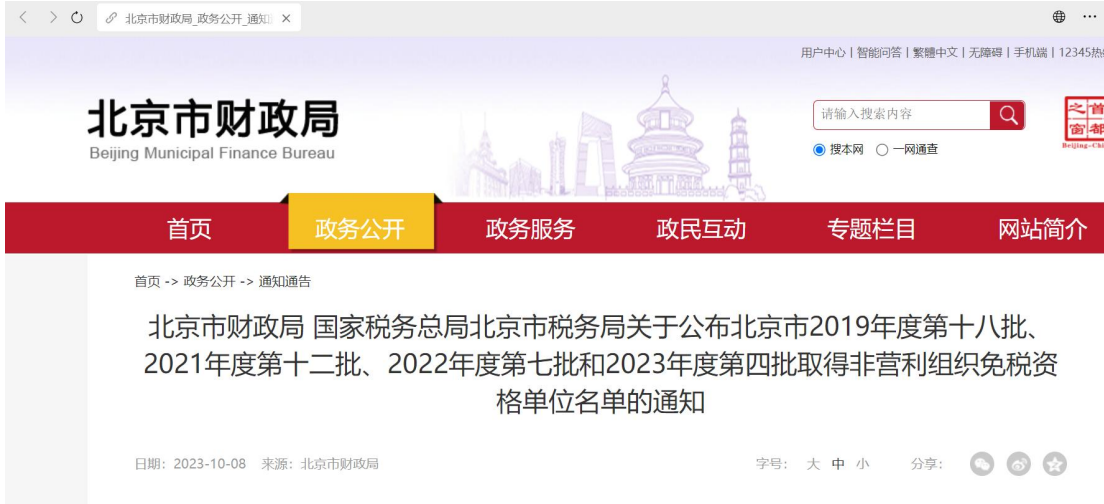 北京市财政局_政务公开_通知
用户中心 | 智能问答 | 繁體中文 | 无障碍 | 手机端 | 12345热
北京市财政局
Beijing Municipal Finance Bureau
请输入搜索内容
搜本网 一网通查
首
之
都
窗
首页 政务公开 政务服务 政民互动 专题栏目 网站简介
首页 -> 政务公开 -> 通知通告
北京市财政局 国家税务总局北京市税务局关于公布北京市2019年度第十八批、
2021年度第十二批、2022年度第七批和2023年度第四批取得非营利组织免税资
格单位名单的通知
日期：2023-10-08 来源：北京市财政局 字号： 大 中 小 分享：